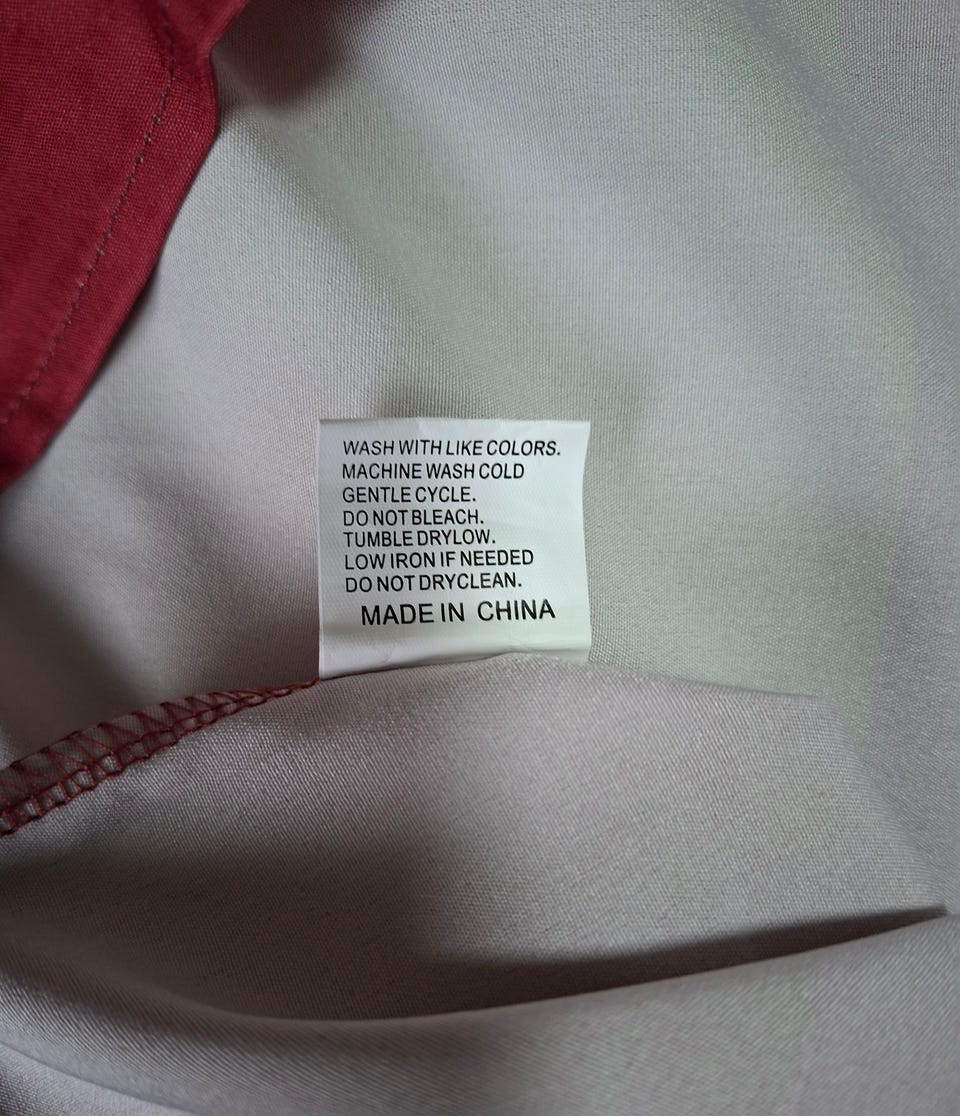 WASH WITH LIKE COLORS.
MACHINE WASH COLD
GENTLE CYCLE.
DO NOT BLEACH.
TUMBLE DRYLOW.
LOW IRON IF NEEDED
DO NOT DRYCLEAN.
MADE IN CHINA